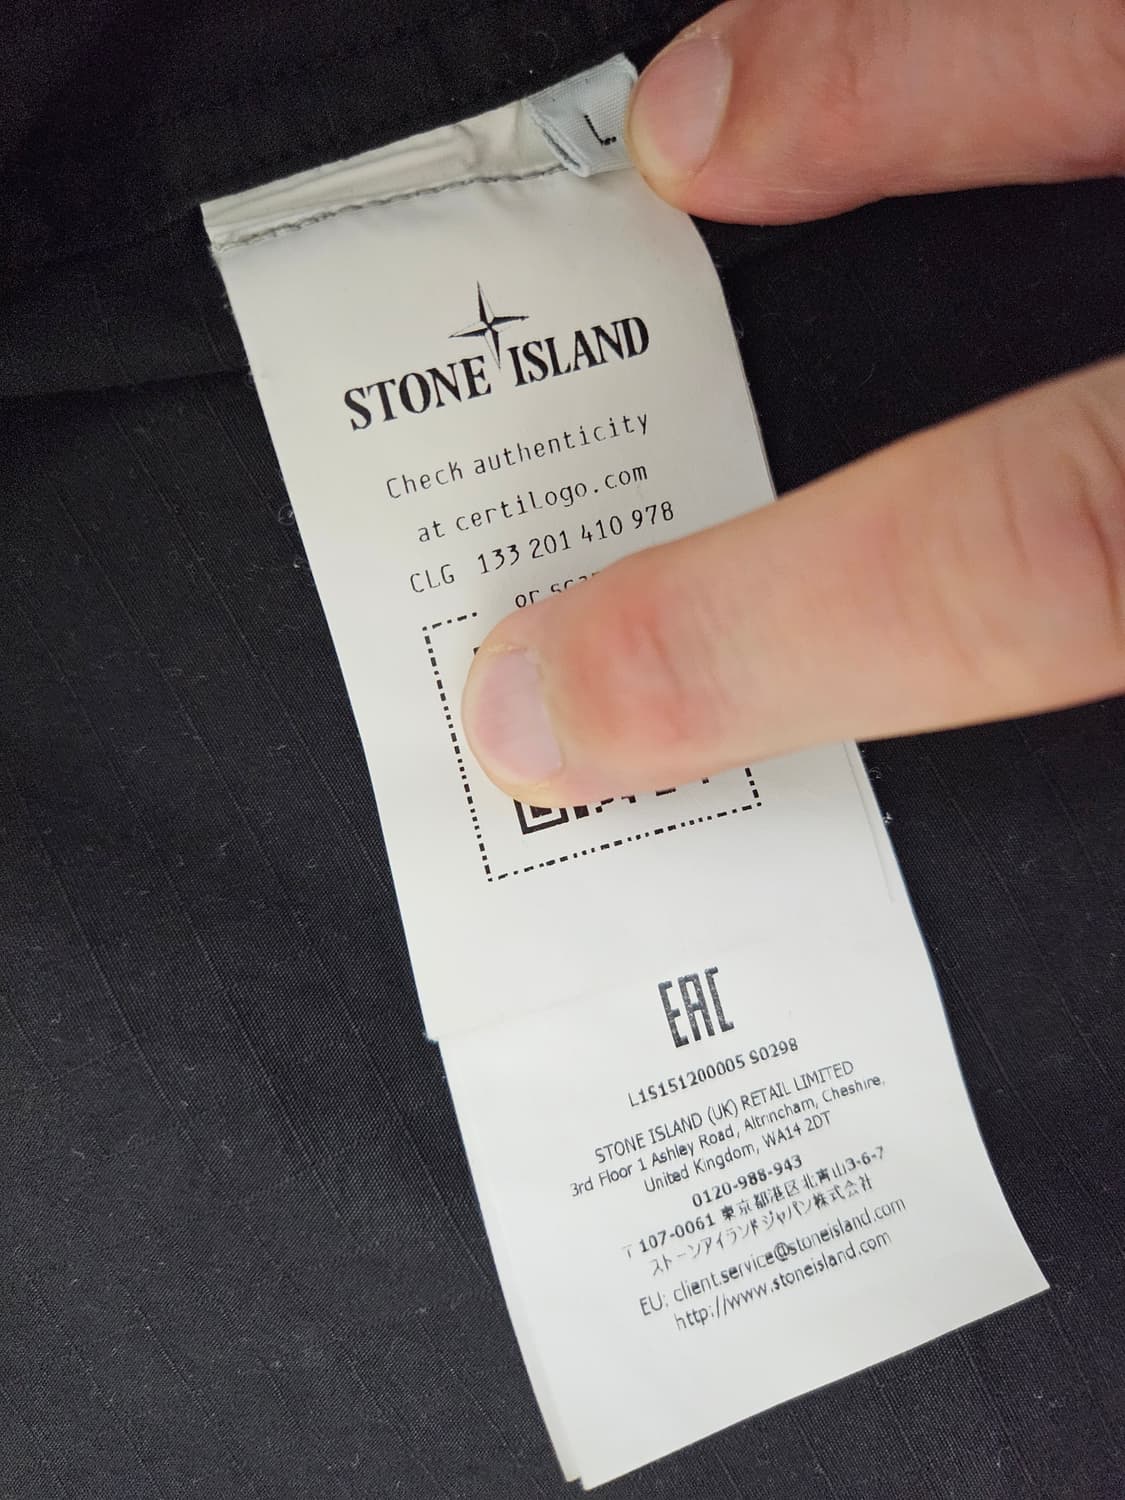 L
STONE ISLAND
Check authenticity
at certilogo.com
CLG 133 201 410 978
or
EAC
L1S151200005 S0298
STONE ISLAND (UK) RETAIL LIMITED
3rd Floor 1 Ashley Road, Altrincham, Cheshire,
United Kingdom, WA14 2DT
0120-988-943
〒107-0061 東京都港区北青山3-6-7
ストーンアイランドジャパン株式会社
EU: client.service@stoneisland.com
http://www.stoneisland.com